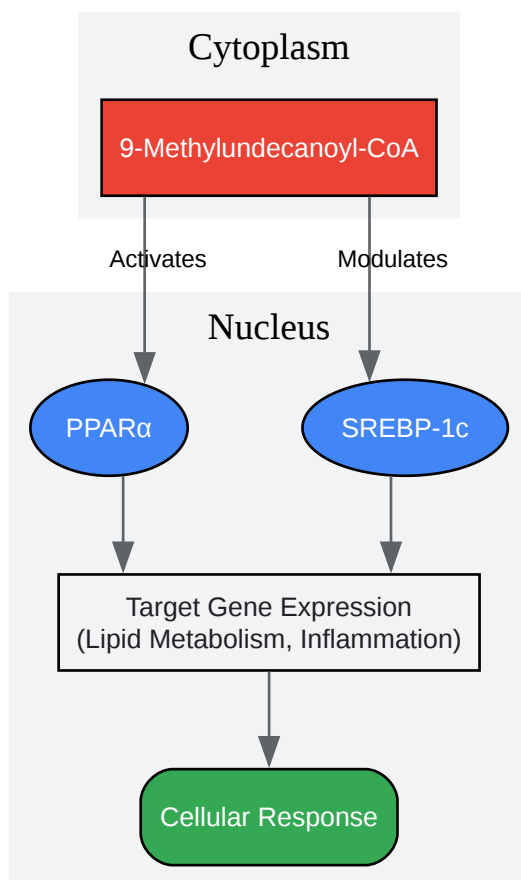 Cytoplasm
9-Methylundecanoyl-CoA
Activates
Modulates
Nucleus
PPARα
SREBP-1c
Target Gene Expression
(Lipid Metabolism, Inflammation)
Cellular Response